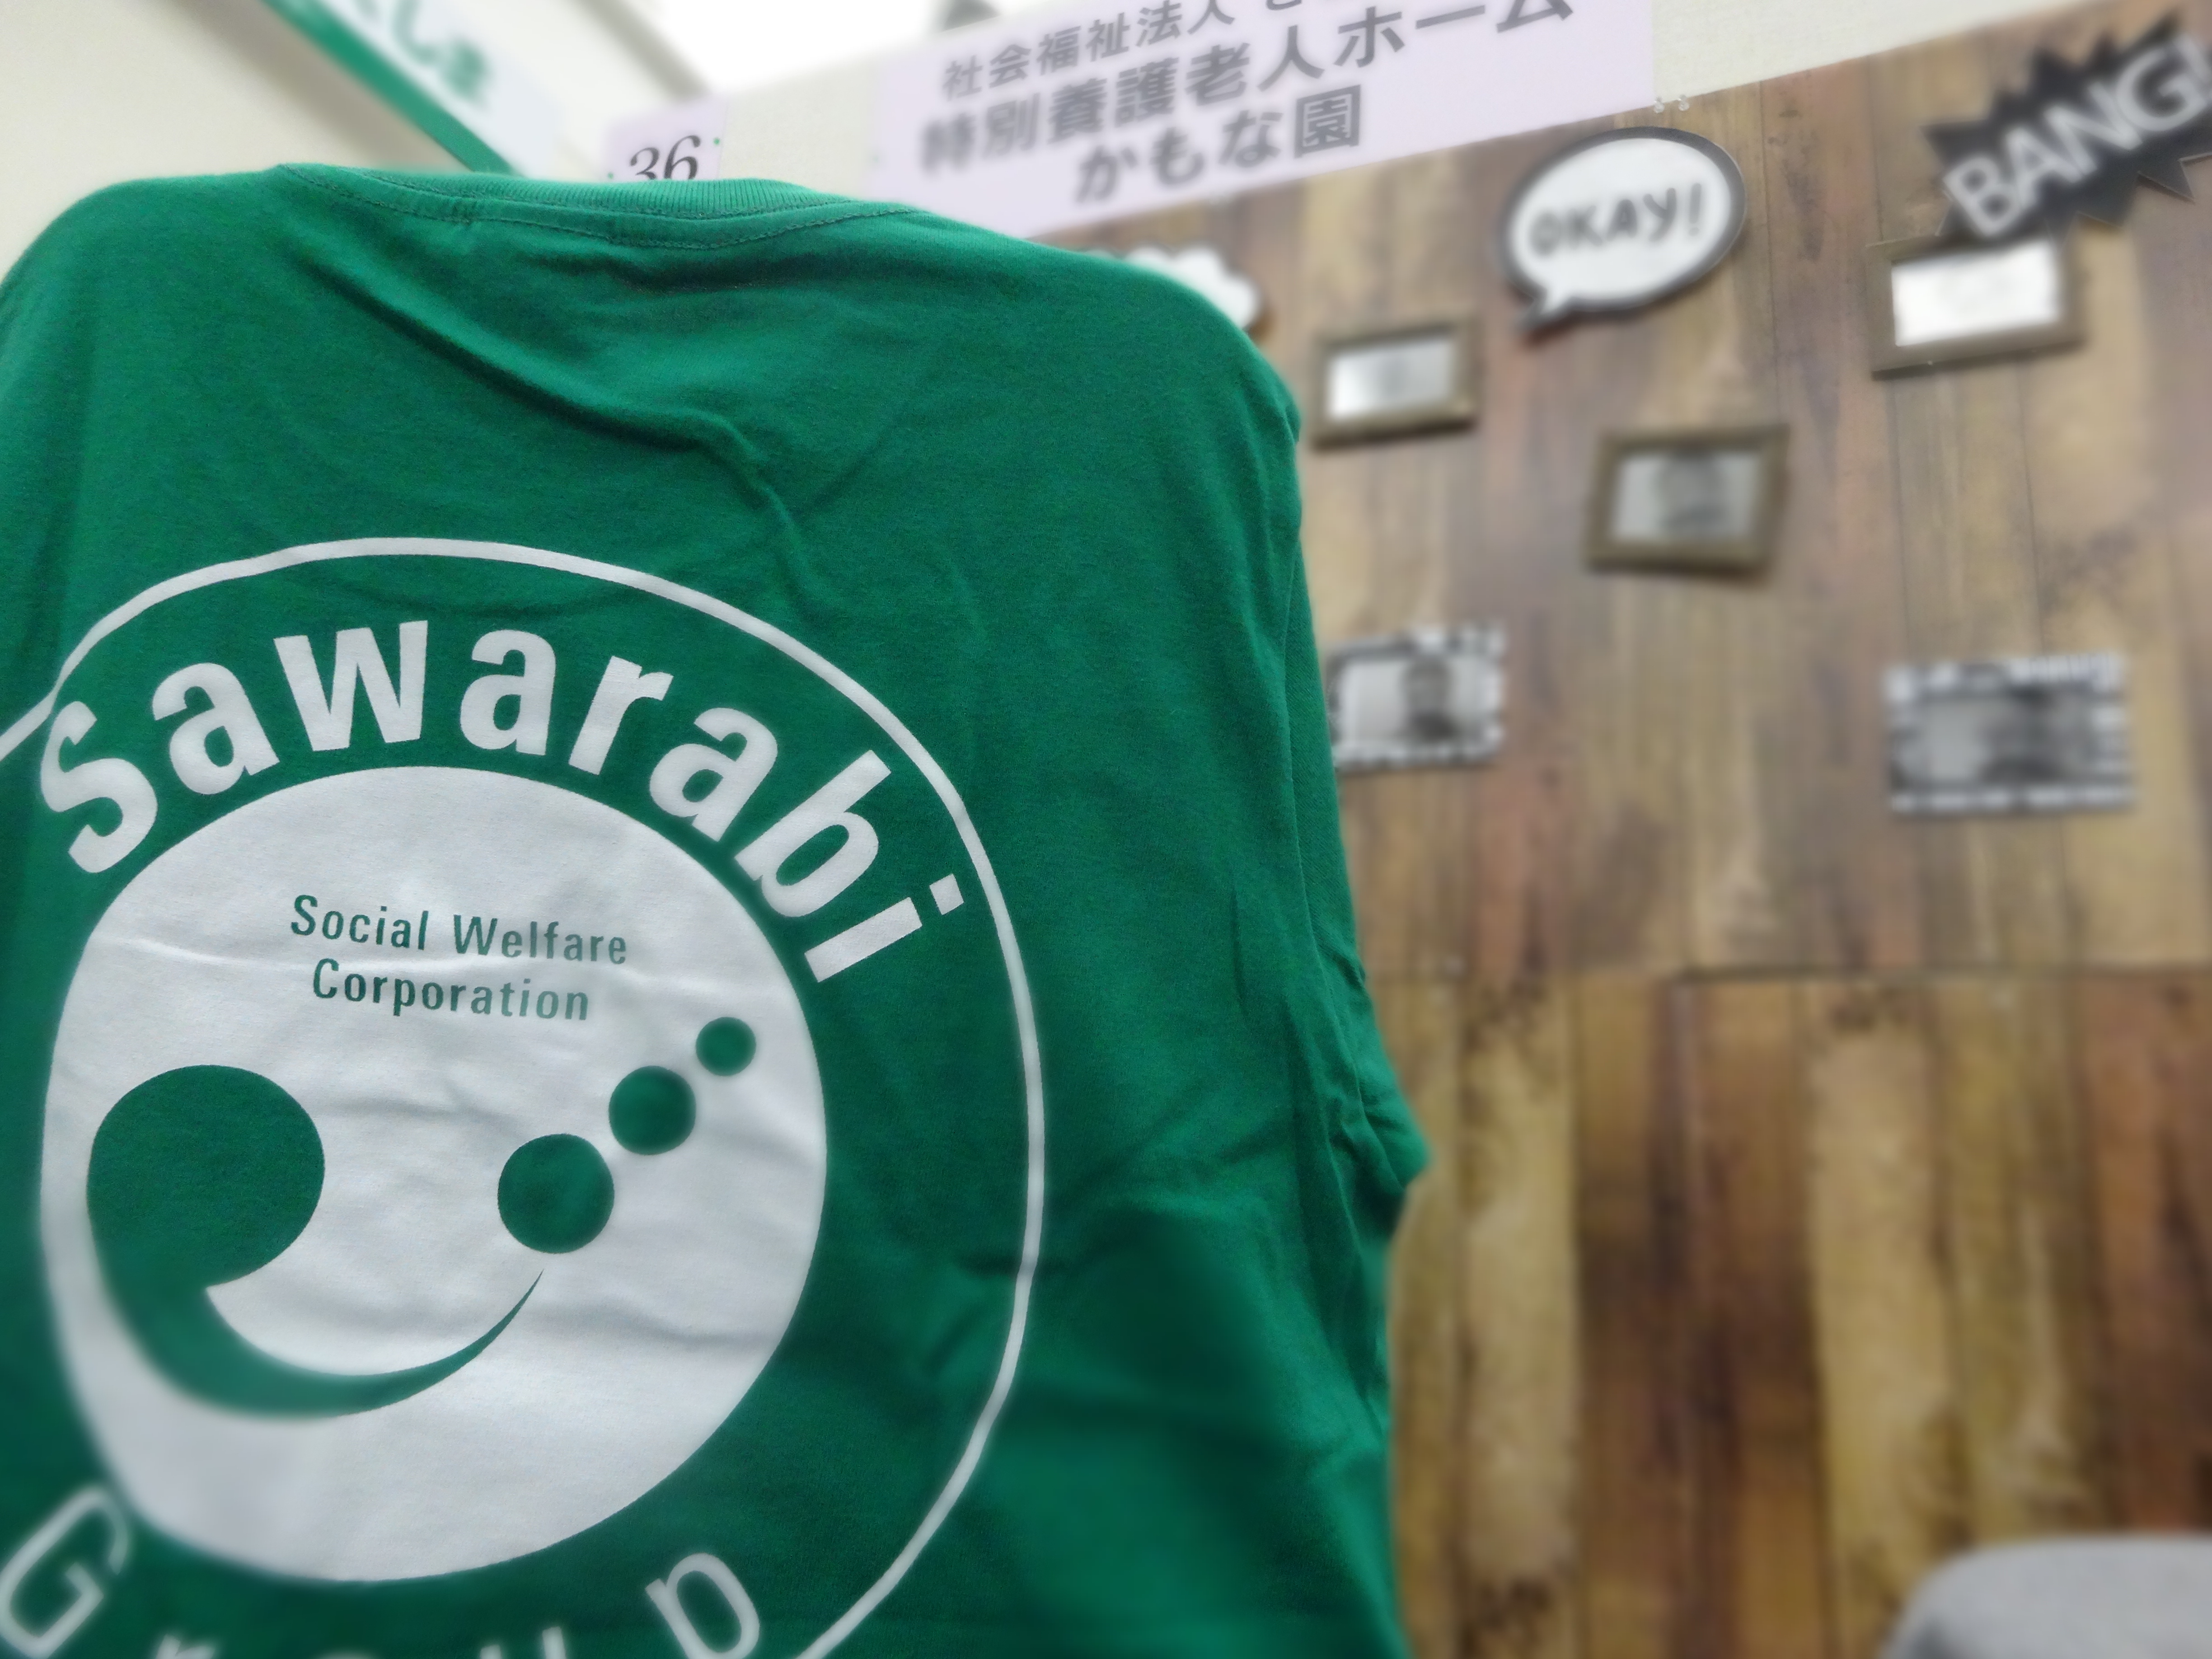 社会福祉法人
特別養護老人ホーム
かもな園
36
OKAY!
BANG!
Sawarabi
Social Welfare
Corporation
Group